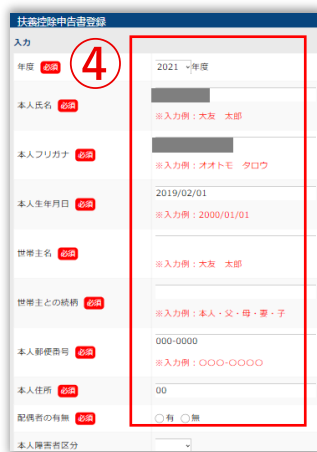 扶養控除申告書登録
入力
④
年度 必須 2021 年度
本人氏名 必須
※入力例：大友 太郎
本人フリガナ 必須
※入力例：オオトモ タロウ
本人生年月日 必須 2019/02/01
※入力例：2000/01/01
世帯主名 必須
※入力例：大友 太郎
世帯主との続柄 必須
※入力例：本人・父・母・妻・子
本人郵便番号 必須 000-0000
※入力例：〇〇〇-〇〇〇〇
本人住所 必須 00
配偶者の有無 必須 有 無
本人障害者区分